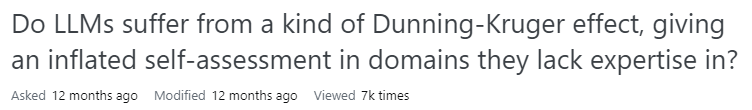 Do LLMs suffer from a kind of Dunning-Kruger effect, giving
an inflated self-assessment in domains they lack expertise in?
Asked 12 months ago Modified 12 months ago Viewed 7k times